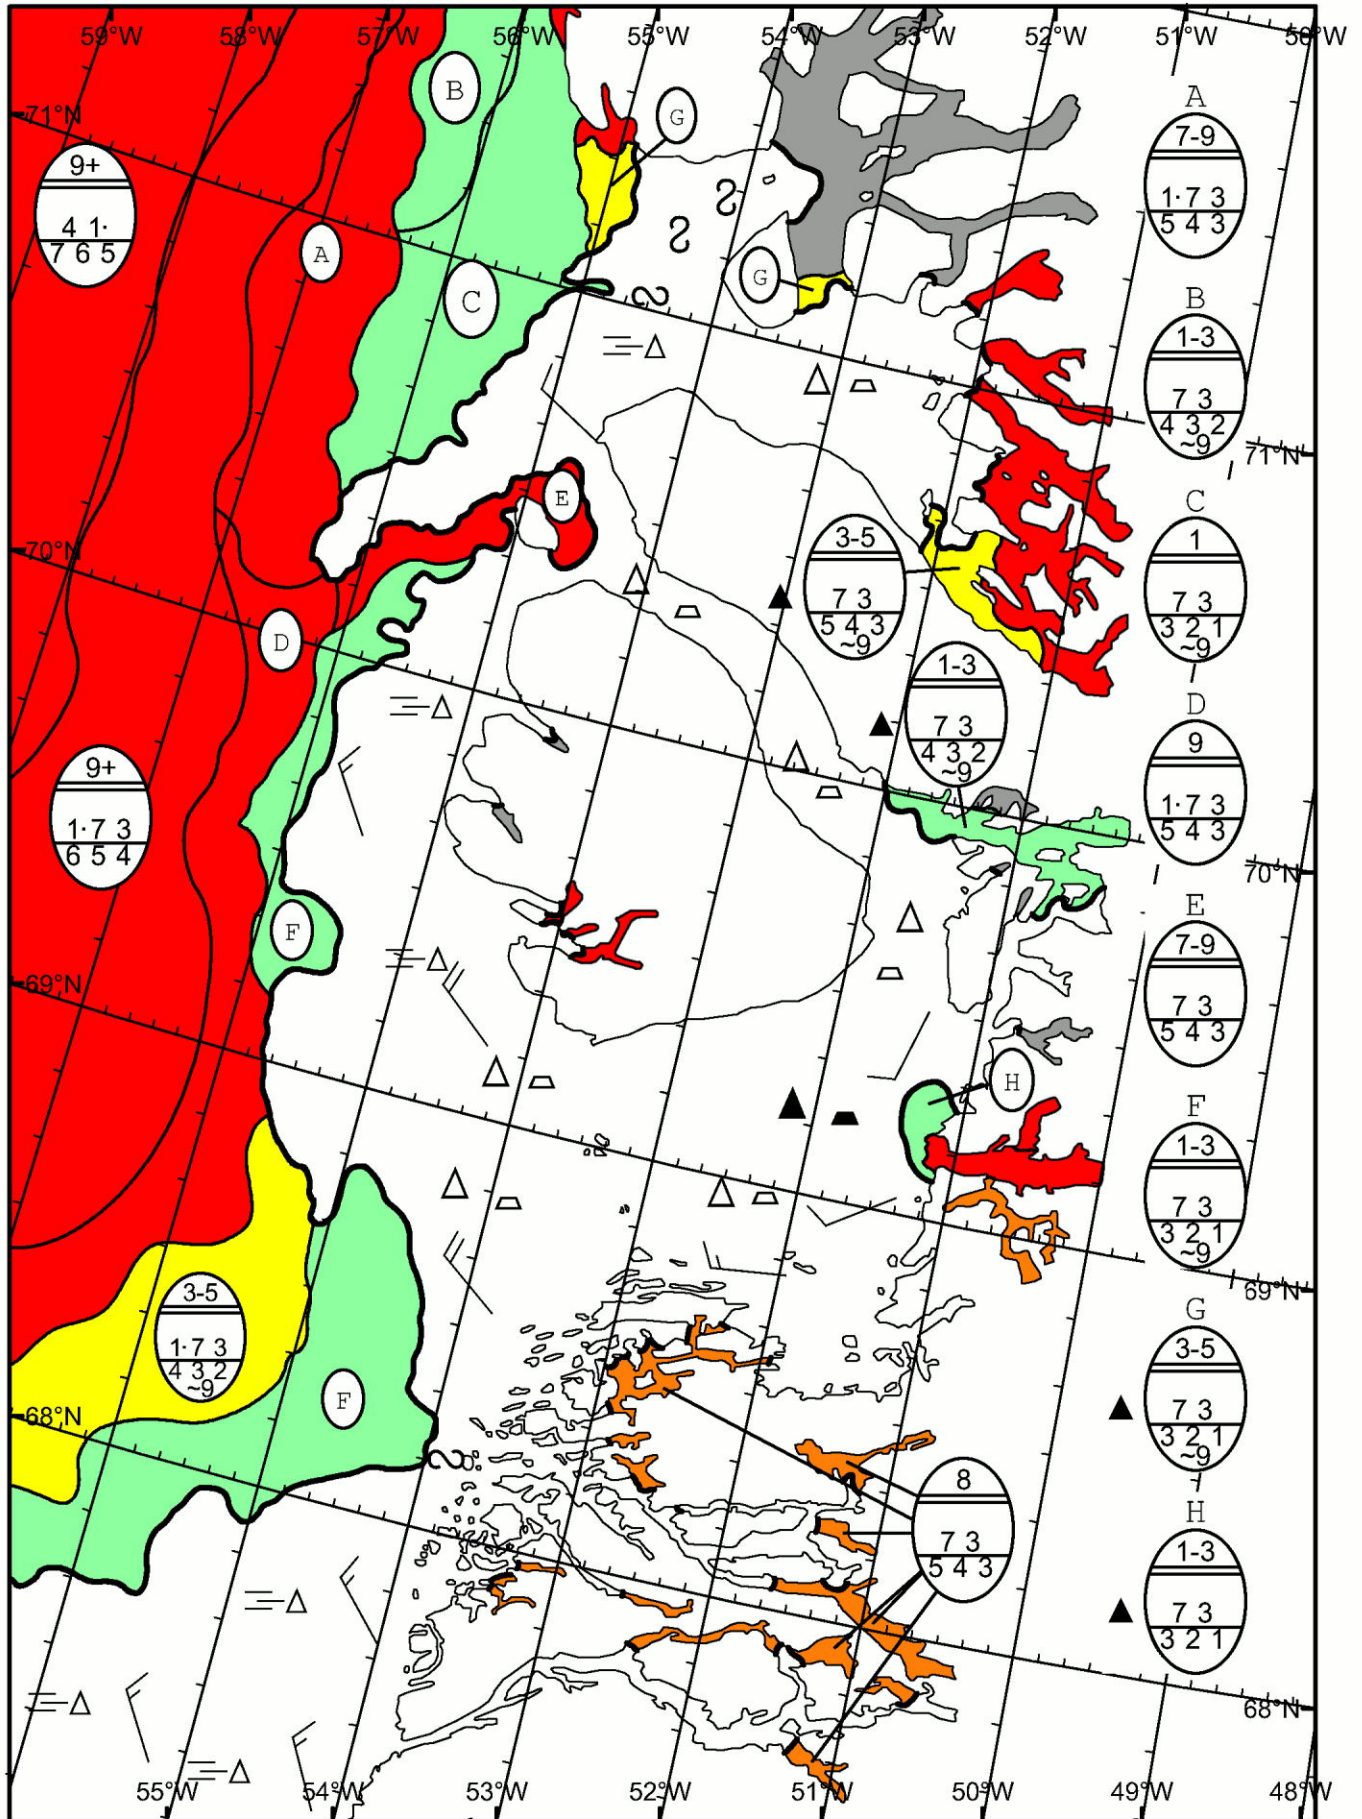 59°W 58°W 57°W 56°W 55°W 54°W 53°W 52°W 51°W 50°W
71°N
B
G
A
7-9
1·7 3
5 4 3
9+
4 1·
7 6 5
A
C
G
B
1-3
7 3
4 3 2
~9
71°N
E
3-5
7 3
5 4 3
~9
C
1
7 3
3 2 1
~9
70°N
D
1-3
7 3
4 3 2
~9
D
9
1·7 3
5 4 3
9+
1·7 3
6 5 4
70°N
F
E
7-9
7 3
5 4 3
69°N
H
F
1-3
7 3
3 2 1
~9
69°N
3-5
1·7 3
4 3 2
~9
F
G
3-5
7 3
3 2 1
~9
68°N
8
7 3
5 4 3
H
1-3
7 3
3 2 1
68°N
55°W 54°W 53°W 52°W 51°W 50°W 49°W 48°W